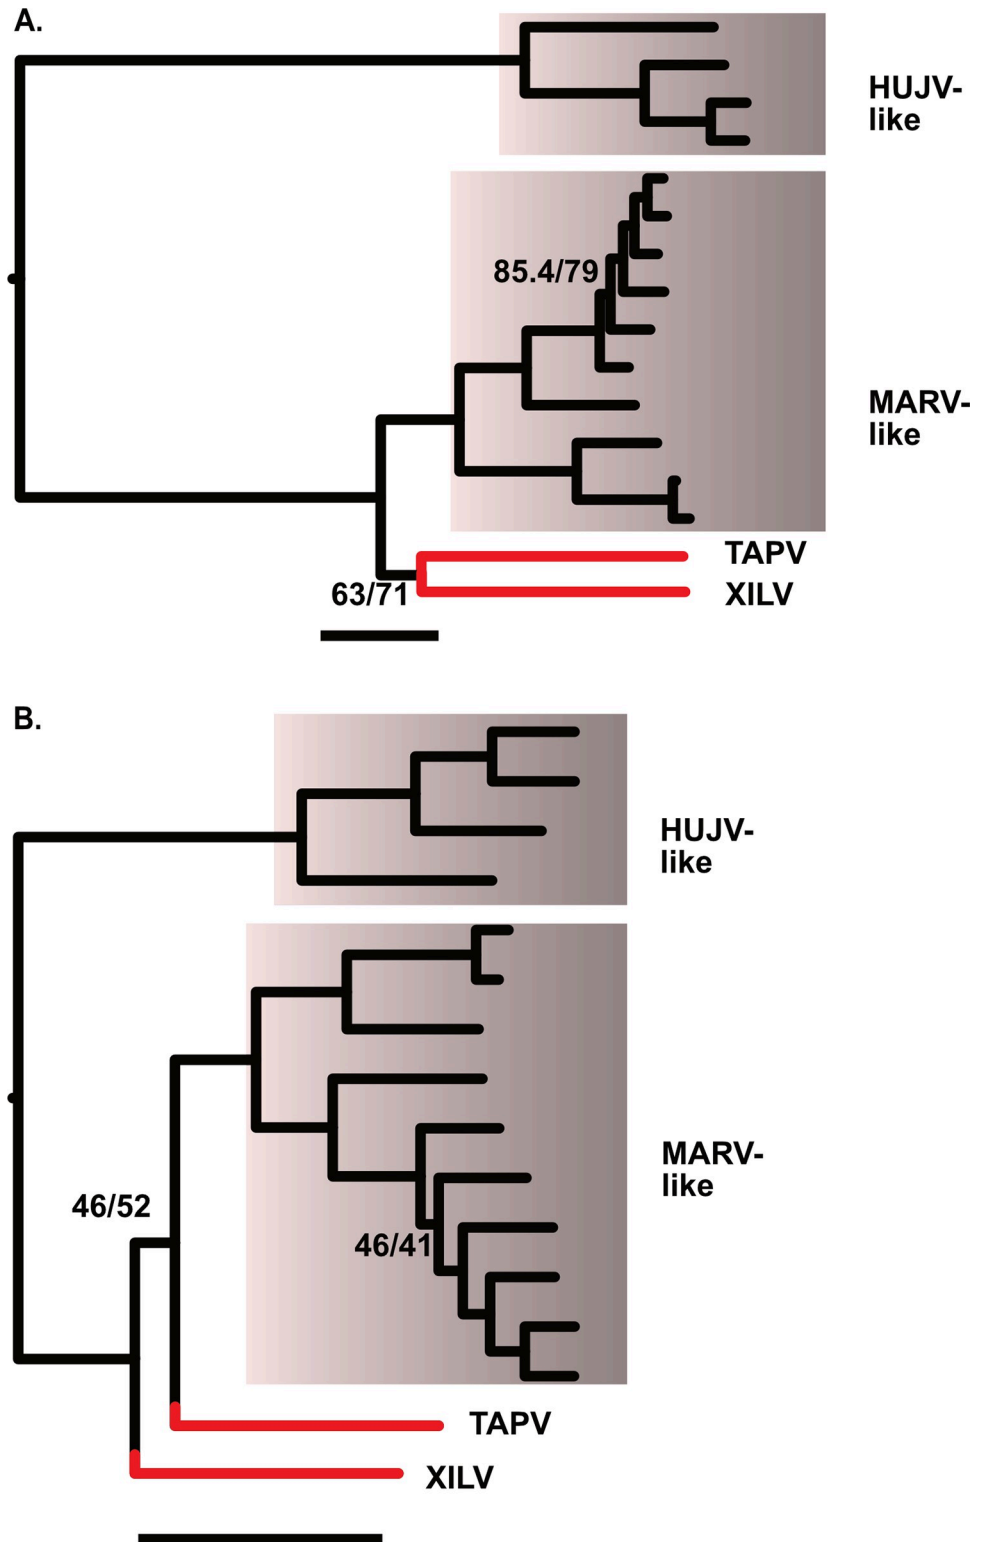 A.
HUJV-
like
85.4/79
MARV-
like
TAPV
63/71
XILV
B.
HUJV-
like
MARV-
like
46/52
46/41
TAPV
XILV